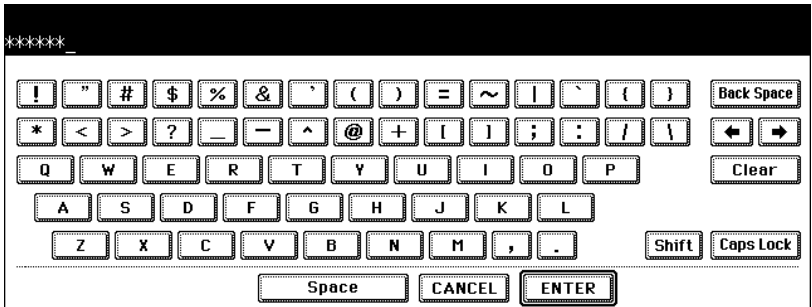 ******_
! " # $ % & ' ( ) = ~ | ` { } Back Space
* < > ? _ - ^ @ + [ ] ; : / \ ← →
Q W E R T Y U I O P Clear
A S D F G H J K L
Z X C V B N M , . Shift Caps Lock
Space CANCEL ENTER